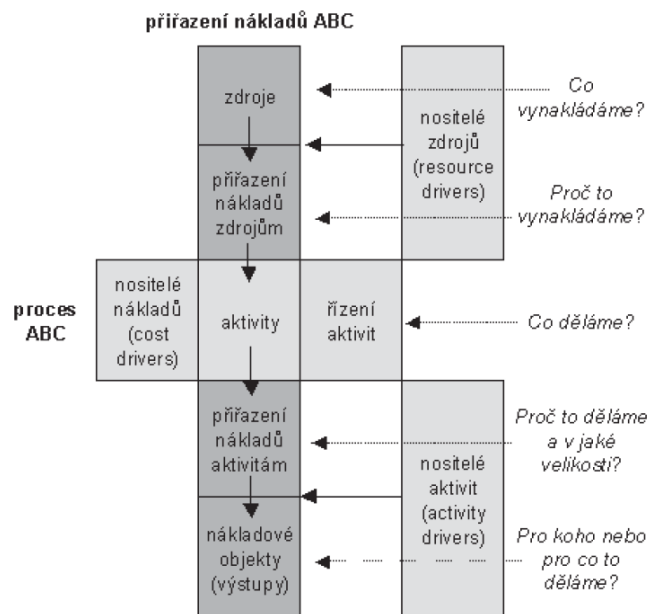 přiřazení nákladů ABC
zdroje
Co
vynakládáme?
nositelé
zdrojů
(resource
drivers)
přiřazení
nákladů
zdrojům
Proč to
vynakládáme?
proces
ABC
nositelé
nákladů
(cost
drivers)
aktivity
řízení
aktivit
Co děláme?
přiřazení
nákladů
aktivitám
Proč to děláme
a v jaké
velikosti?
nositelé
aktivit
(activity
drivers)
nákladové
objekty
(výstupy)
Pro koho nebo
pro co to
děláme?